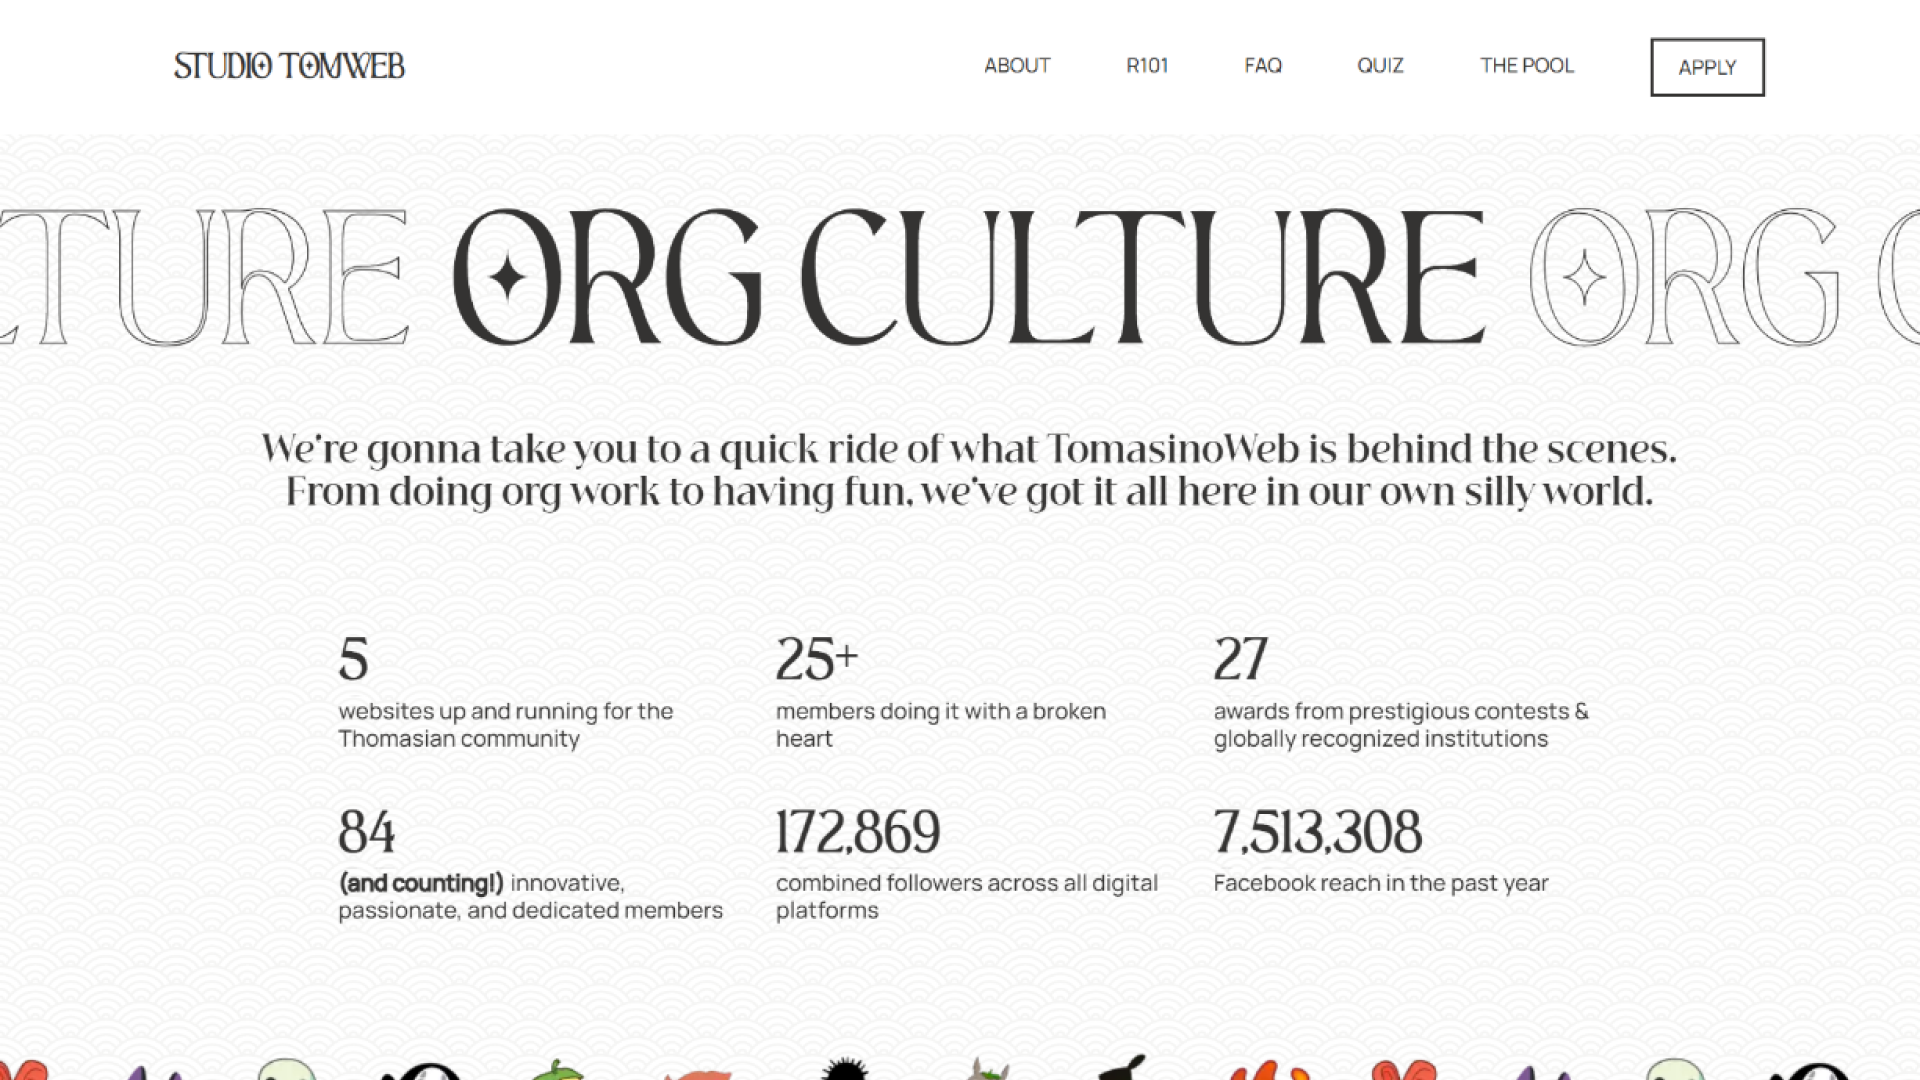 STUDIO TOMWEB
ABOUT
R101
FAQ
QUIZ
THE POOL
APPLY
TURE ORG CULTURE ORG
We're gonna take you to a quick ride of what TomasinoWeb is behind the scenes.
From doing org work to having fun, we've got it all here in our own silly world.
5
websites up and running for the
Thomasian community
25+
members doing it with a broken
heart
27
awards from prestigious contests &
globally recognized institutions
84
(and counting!) innovative,
passionate, and dedicated members
172,869
combined followers across all digital
platforms
7,513,308
Facebook reach in the past year